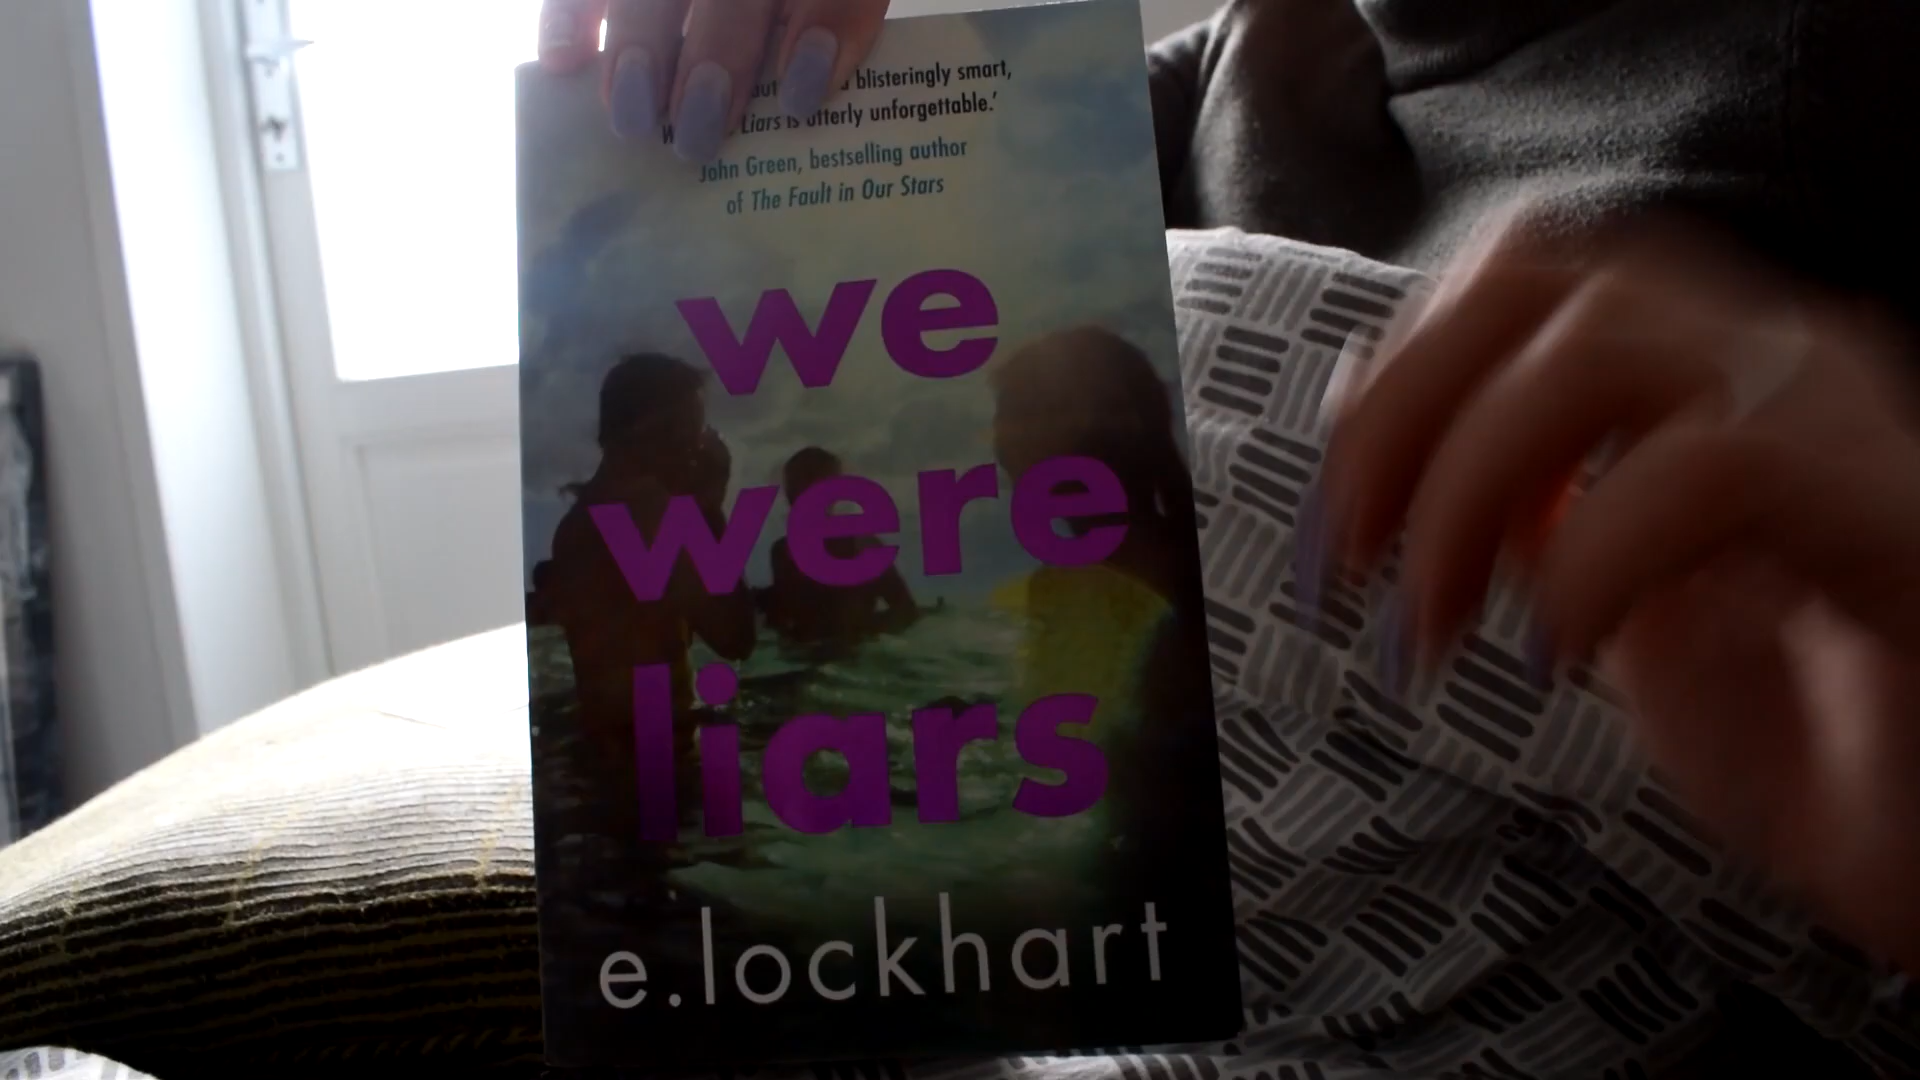 blisteringly smart,
Liars is utterly unforgettable.’
John Green, bestselling author
of The Fault in Our Stars
we
were
liars
e.lockhart